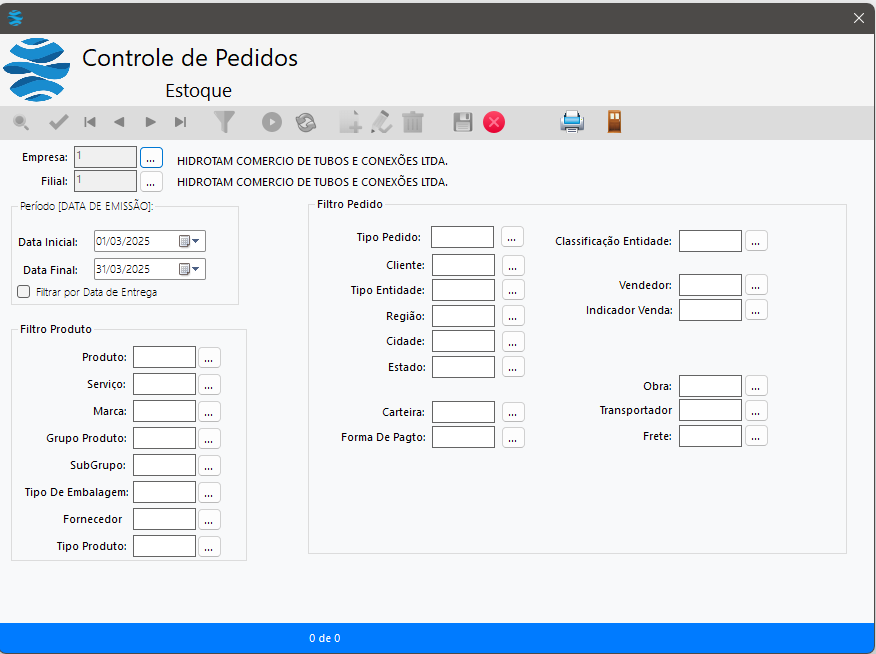 Controle de Pedidos
Estoque
Empresa: 1 ... HIDROTAM COMERCIO DE TUBOS E CONEXÕES LTDA.
Filial: 1 ... HIDROTAM COMERCIO DE TUBOS E CONEXÕES LTDA.
Período [DATA DE EMISSÃO]:
Data Inicial: 01/03/2025
Data Final: 31/03/2025
Filtrar por Data de Entrega
Filtro Produto
Produto: ...
Serviço: ...
Marca: ...
Grupo Produto: ...
SubGrupo: ...
Tipo De Embalagem: ...
Fornecedor ...
Tipo Produto: ...
Filtro Pedido
Tipo Pedido: ...
Cliente: ...
Tipo Entidade: ...
Região: ...
Cidade: ...
Estado: ...
Carteira: ...
Forma De Pagto: ...
Classificação Entidade: ...
Vendedor: ...
Indicador Venda: ...
Obra: ...
Transportador ...
Frete: ...
0 de 0